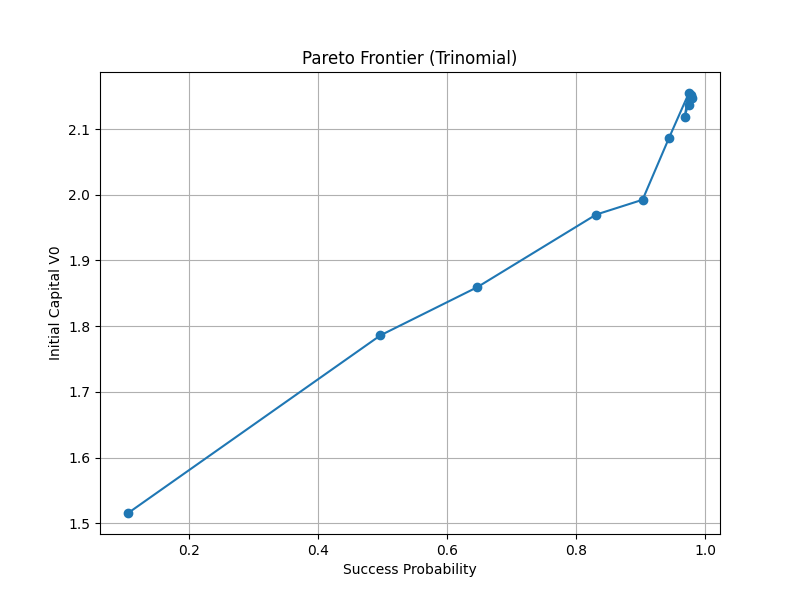 Pareto Frontier (Trinomial)
2.1
2.0
1.9
1.8
1.7
1.6
1.5
Initial Capital V0
0.2 0.4 0.6 0.8 1.0
Success Probability